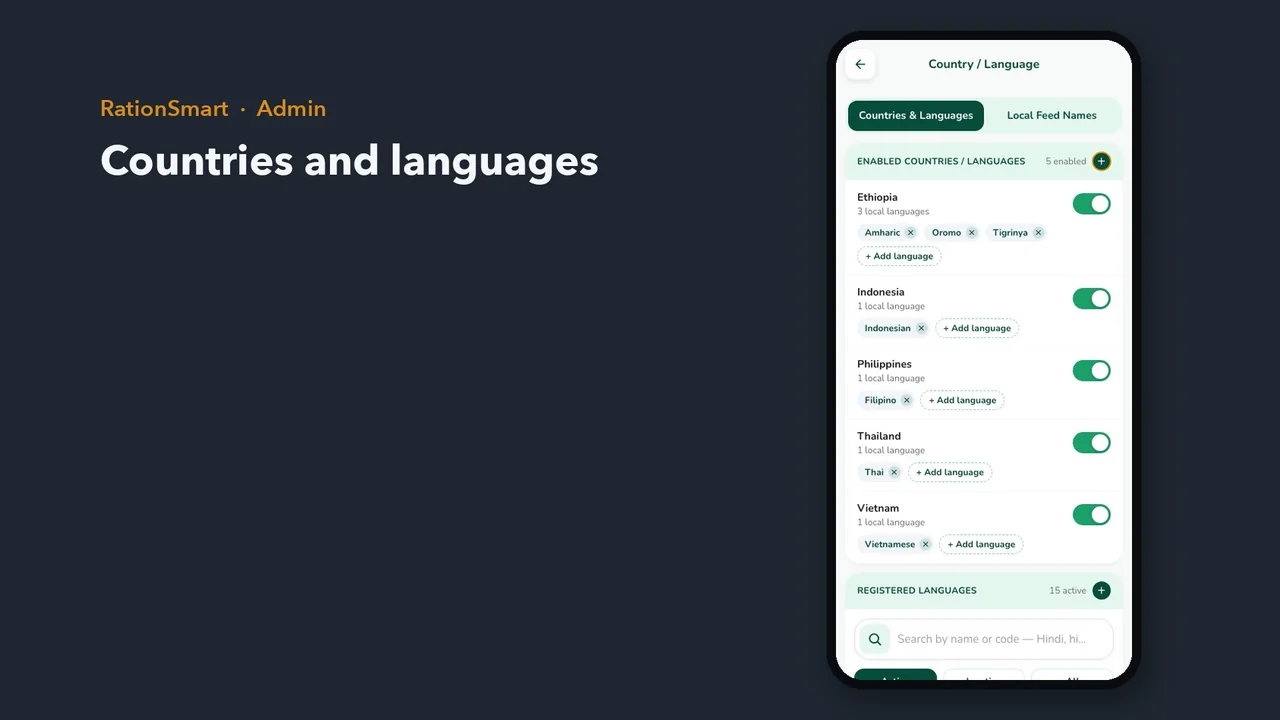 RationSmart · Admin
Countries and languages
Country / Language
Countries & Languages
Local Feed Names
ENABLED COUNTRIES / LANGUAGES 5 enabled +
Ethiopia
3 local languages
Amharic × Oromo × Tigrinya ×
+ Add language
Indonesia
1 local language
Indonesian × + Add language
Philippines
1 local language
Filipino × + Add language
Thailand
1 local language
Thai × + Add language
Vietnam
1 local language
Vietnamese × + Add language
REGISTERED LANGUAGES 15 active +
Search by name or code — Hindi, hi...